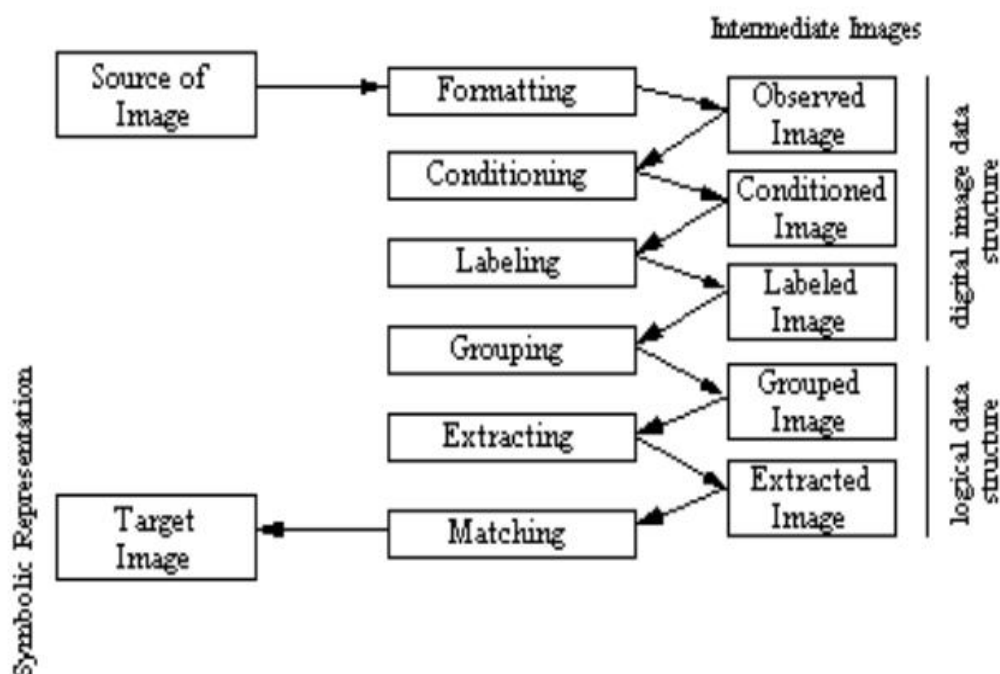 Intermediate Images
Source of
Image
Formatting
Observed
Image
Conditioning
Conditioned
Image
Labeling
Labeled
Image
Grouping
Grouped
Image
Extracting
Extracted
Image
Matching
Target
Image
digital image data
structure
logical data
structure
Symbolic Representation